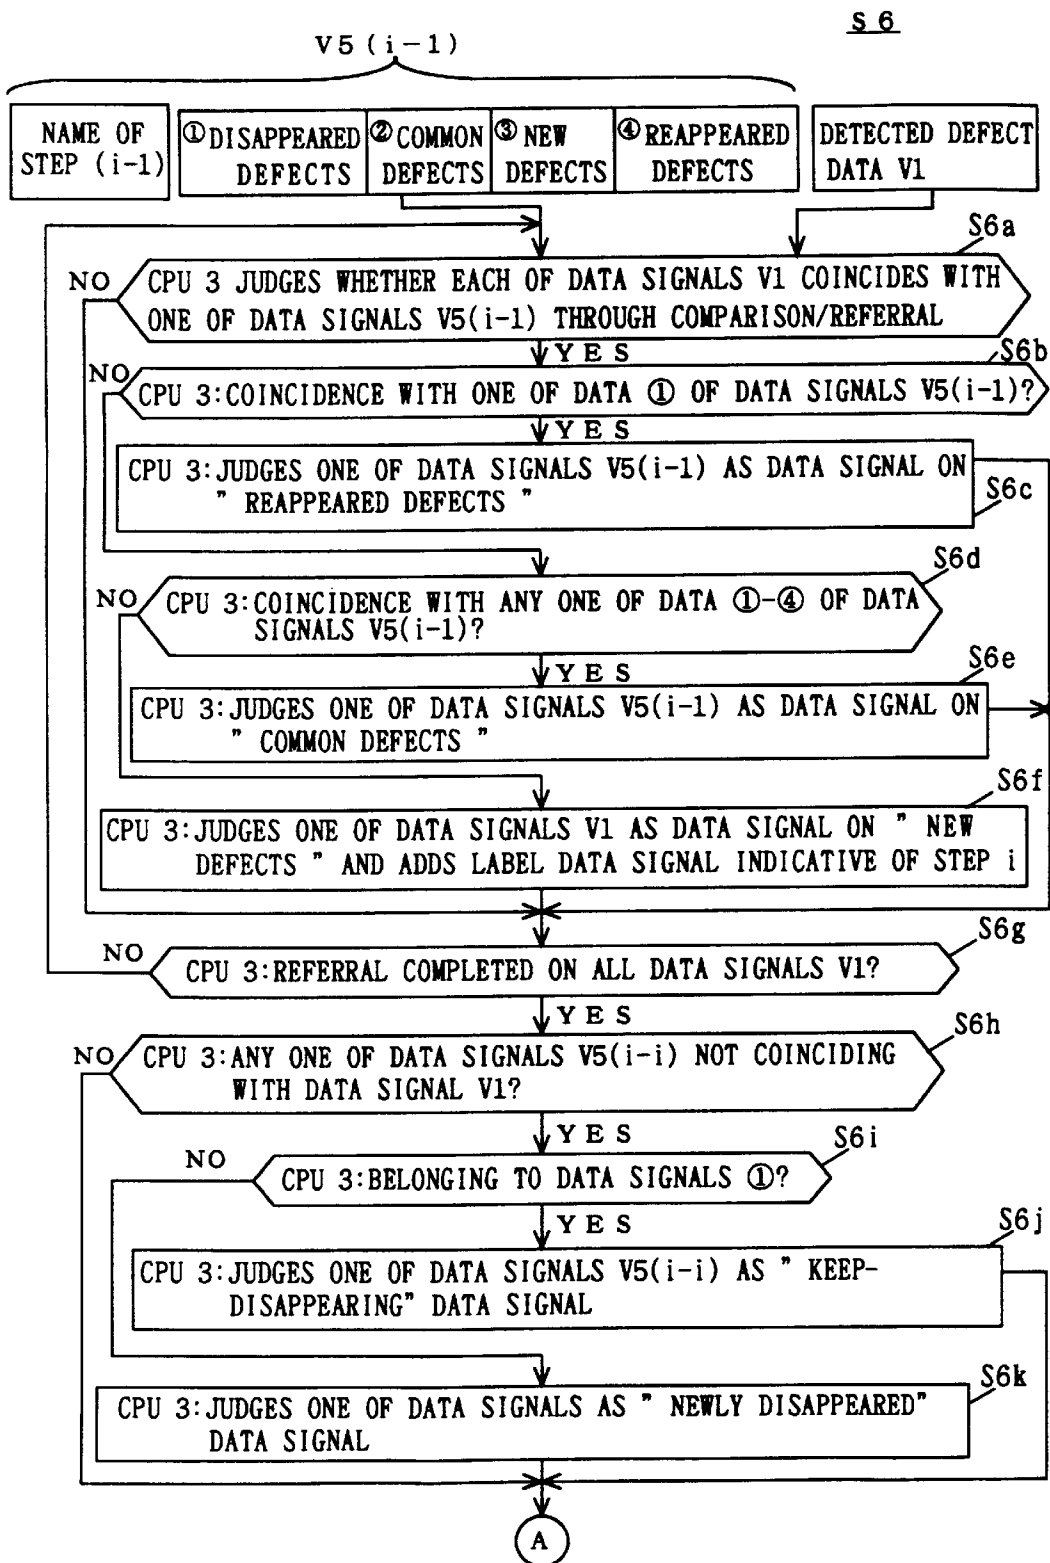 S 6
V5(i-1)
NAME OF
STEP (i-1)
①DISAPPEARED
DEFECTS
②COMMON
DEFECTS
③NEW
DEFECTS
④REAPPEARED
DEFECTS
DETECTED DEFECT
DATA V1
S6a
NO
CPU 3 JUDGES WHETHER EACH OF DATA SIGNALS V1 COINCIDES WITH
ONE OF DATA SIGNALS V5(i-1) THROUGH COMPARISON/REFERRAL
YES
S6b
NO
CPU 3:COINCIDENCE WITH ONE OF DATA ① OF DATA SIGNALS V5(i-1)?
YES
CPU 3:JUDGES ONE OF DATA SIGNALS V5(i-1) AS DATA SIGNAL ON
" REAPPEARED DEFECTS "
S6c
S6d
NO
CPU 3:COINCIDENCE WITH ANY ONE OF DATA ①-④ OF DATA
SIGNALS V5(i-1)?
YES
S6e
CPU 3:JUDGES ONE OF DATA SIGNALS V5(i-1) AS DATA SIGNAL ON
" COMMON DEFECTS "
S6f
CPU 3:JUDGES ONE OF DATA SIGNALS V1 AS DATA SIGNAL ON " NEW
DEFECTS " AND ADDS LABEL DATA SIGNAL INDICATIVE OF STEP i
S6g
NO
CPU 3:REFERRAL COMPLETED ON ALL DATA SIGNALS V1?
YES
S6h
NO
CPU 3:ANY ONE OF DATA SIGNALS V5(i-i) NOT COINCIDING
WITH DATA SIGNAL V1?
YES
S6i
NO
CPU 3:BELONGING TO DATA SIGNALS ①?
YES
S6j
CPU 3:JUDGES ONE OF DATA SIGNALS V5(i-i) AS " KEEP-
DISAPPEARING" DATA SIGNAL
S6k
CPU 3:JUDGES ONE OF DATA SIGNALS AS " NEWLY DISAPPEARED"
DATA SIGNAL
A